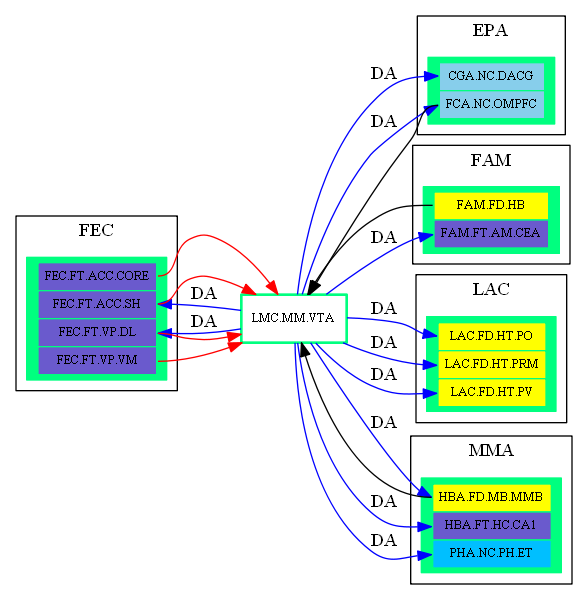 EPA
DA
CGA.NC.DACG
FCA.NC.OMPFC
DA
FAM
FAM.FD.HB
FEC
DA
FAM.FT.AM.CEA
FEC.FT.ACC.CORE
LAC
FEC.FT.ACC.SH
DA
DA
LMC.MM.VTA
FEC.FT.VP.DL
DA
LAC.FD.HT.PO
FEC.FT.VP.VM
DA
LAC.FD.HT.PRM
DA
LAC.FD.HT.PV
DA
MMA
HBA.FD.MB.MMB
DA
HBA.FT.HC.CA1
DA
PHA.NC.PH.ET